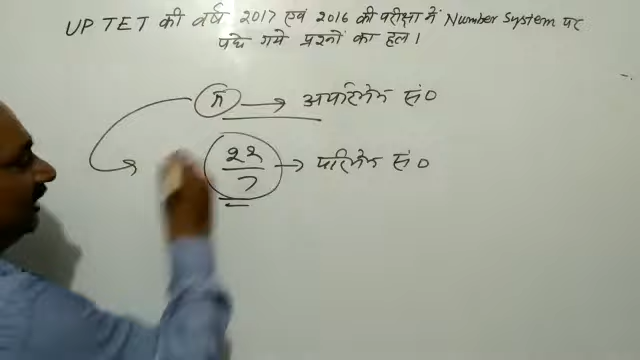 UP TET की वर्ष 2017 एवं 2016 की परीक्षा में Number System पर
पूछे गये प्रश्नों का हल।
π → अपरिमेय सं०
22/7 → परिमेय सं०